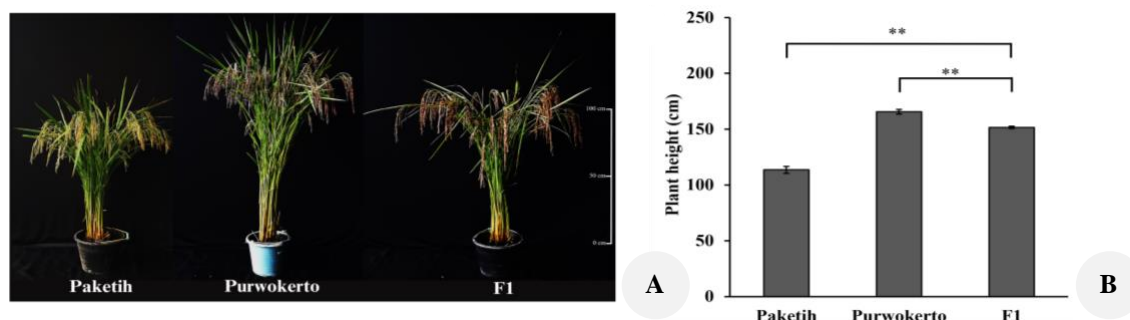 100 cm
50 cm
0 cm
Paketih Purwokerto F1
A
Plant height (cm)
250
200
150
100
50
0
**
**
Paketih Purwokerto F1
B